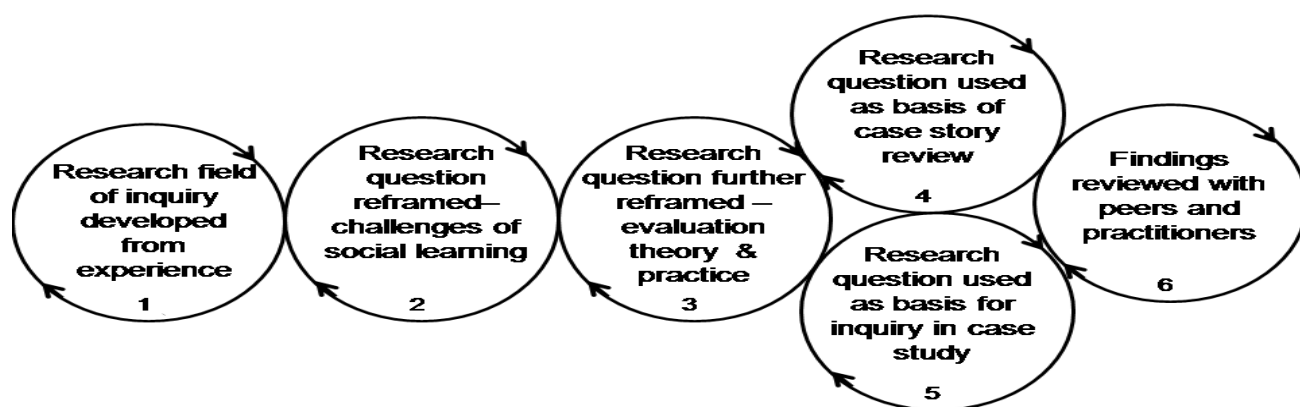 Research field
of inquiry
developed
from
experience
1
Research
question
reframed–
challenges of
social learning
2
Research
question further
reframed –
evaluation
theory & 
practice
3
Research
question used
as basis of
case story
review
4
Research
question used
as basis for
inquiry in case
study
5
Findings
reviewed with
peers and
practitioners
6